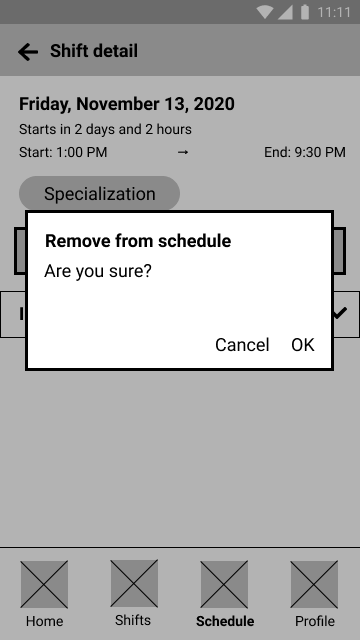 11:11
Shift detail
Friday, November 13, 2020
Starts in 2 days and 2 hours
Start: 1:00 PM → End: 9:30 PM
Specialization
Remove from schedule
Are you sure?
Cancel OK
Home Shifts Schedule Profile